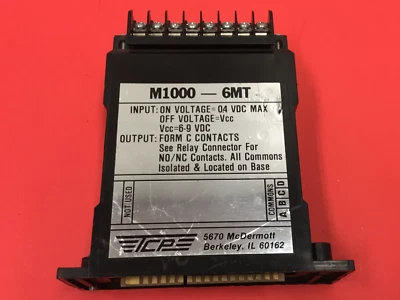 M1000 — 6MT
INPUT: ON VOLTAGE=04 VDC MAX
OFF VOLTAGE=Vcc
Vcc=6-9 VDC
OUTPUT: FORM C CONTACTS
See Relay Connector For
NO/NC Contacts. All Commons
Isolated & Located on Base
NOT USED
COMMONS
A B C D
TCP
5670 McDermott
Berkeley, IL 60162